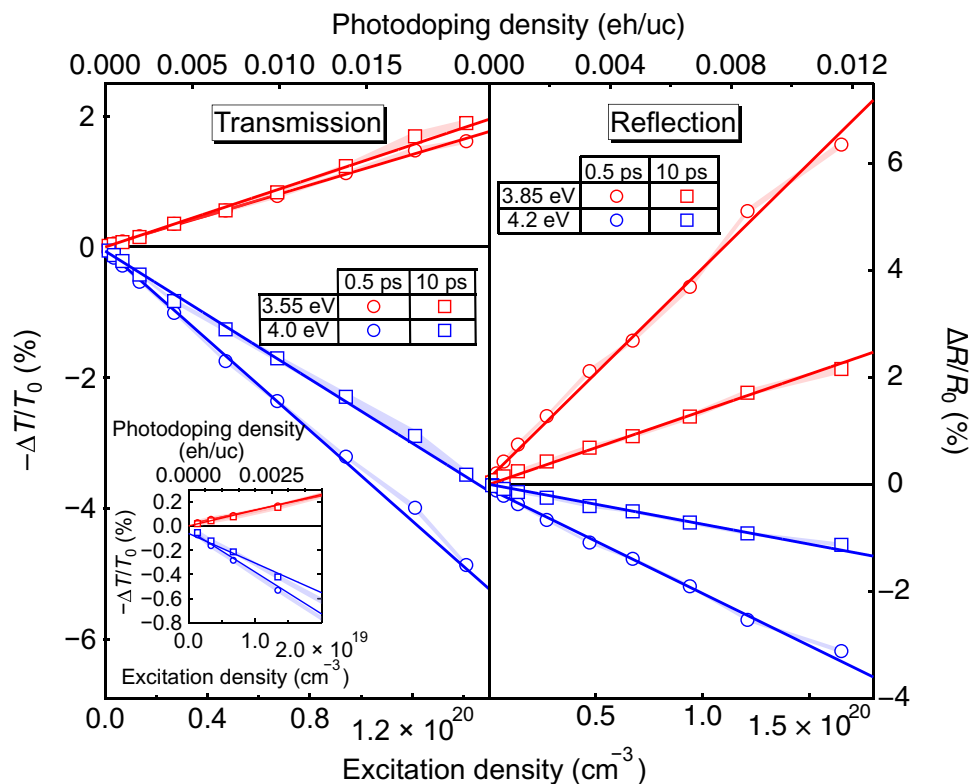 Photodoping density (eh/uc)
0.000 0.005 0.010 0.015 0.000 0.004 0.008 0.012
Transmission
Reflection
0.5 ps 10 ps
3.85 eV
4.2 eV
0.5 ps 10 ps
3.55 eV
4.0 eV
2
0
−2
−4
−6
−ΔT/T0 (%)
6
4
2
0
−2
−4
ΔR/R0 (%)
Photodoping density
(eh/uc)
0.0000 0.0025
0.2
0.0
−0.2
−0.4
−0.6
−0.8
−ΔT/T0 (%)
0.0 1.0 2.0 × 10^19
Excitation density (cm−3)
0.0 0.4 0.8 1.2 × 10^20 0.5 1.0 1.5 × 10^20
Excitation density (cm−3)